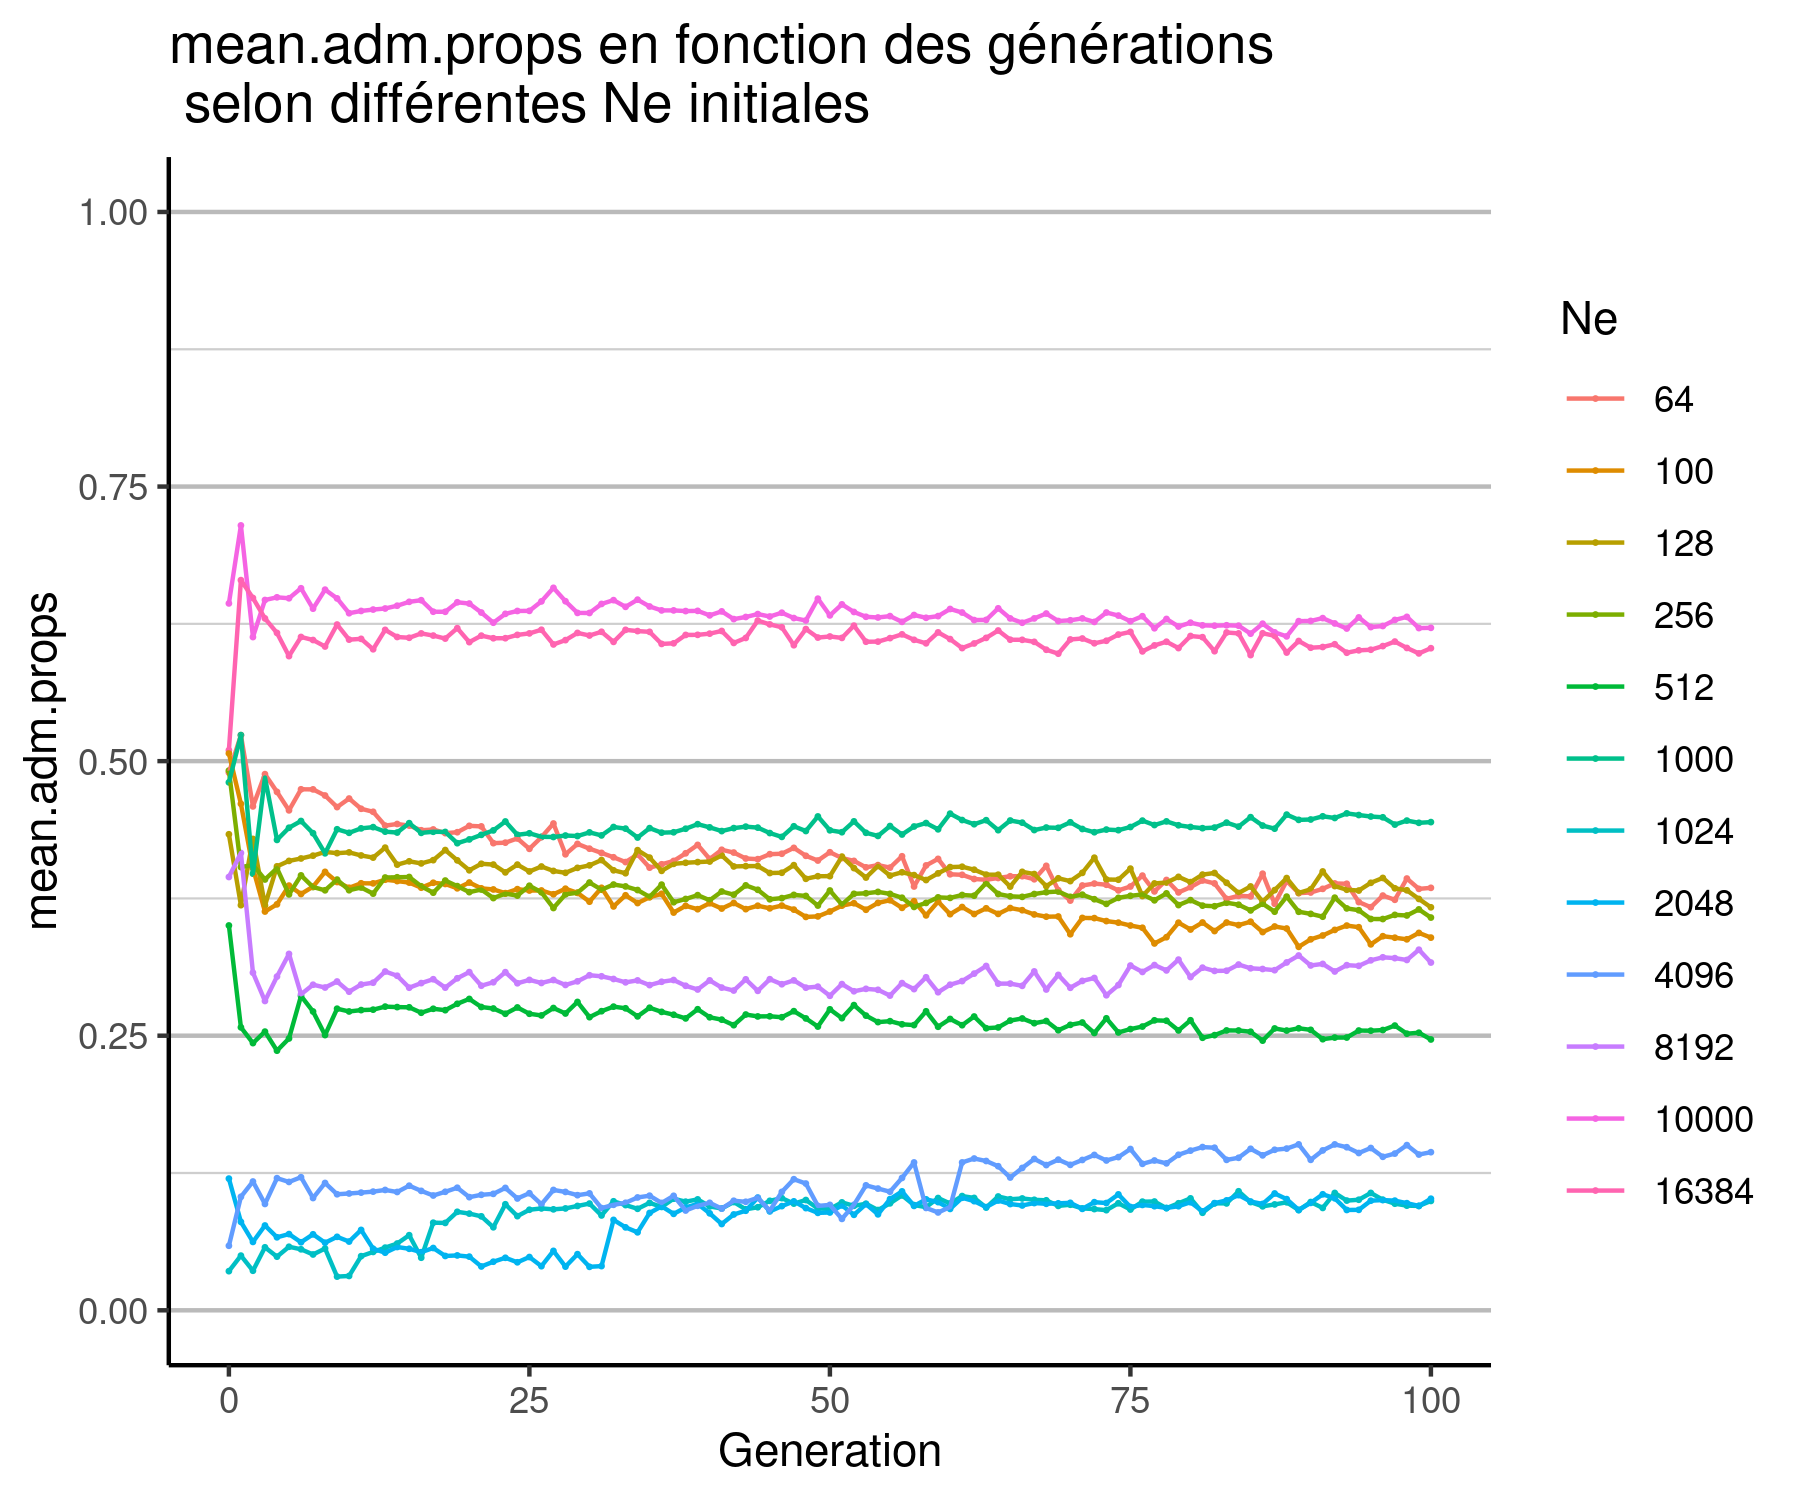 mean.adm.props en fonction des générations
selon différentes Ne initiales
mean.adm.props
1.00
0.75
0.50
0.25
0.00
0 25 50 75 100
Generation
Ne
64
100
128
256
512
1000
1024
2048
4096
8192
10000
16384